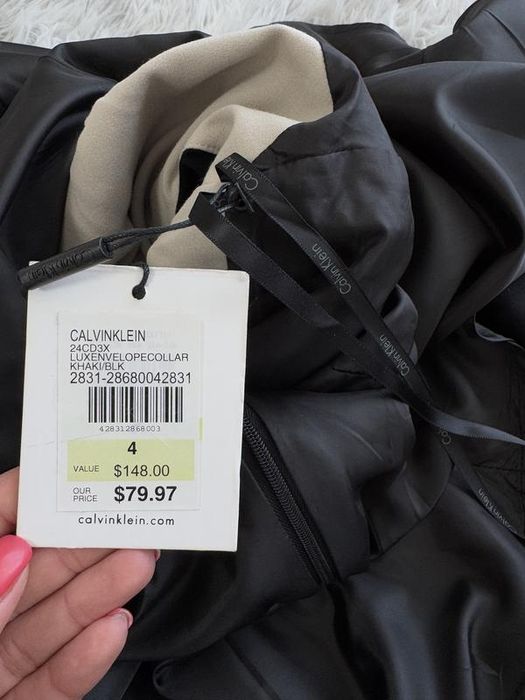 Calvin Klein
Calvin Klein
Calvin Klein
Calvin Klein
CALVINKLEIN
24CD3X
LUXENVELOPECOLLAR
KHAKI/BLK
2831-28680042831
428312868003
4
VALUE $148.00
OUR PRICE $79.97
calvinklein.com